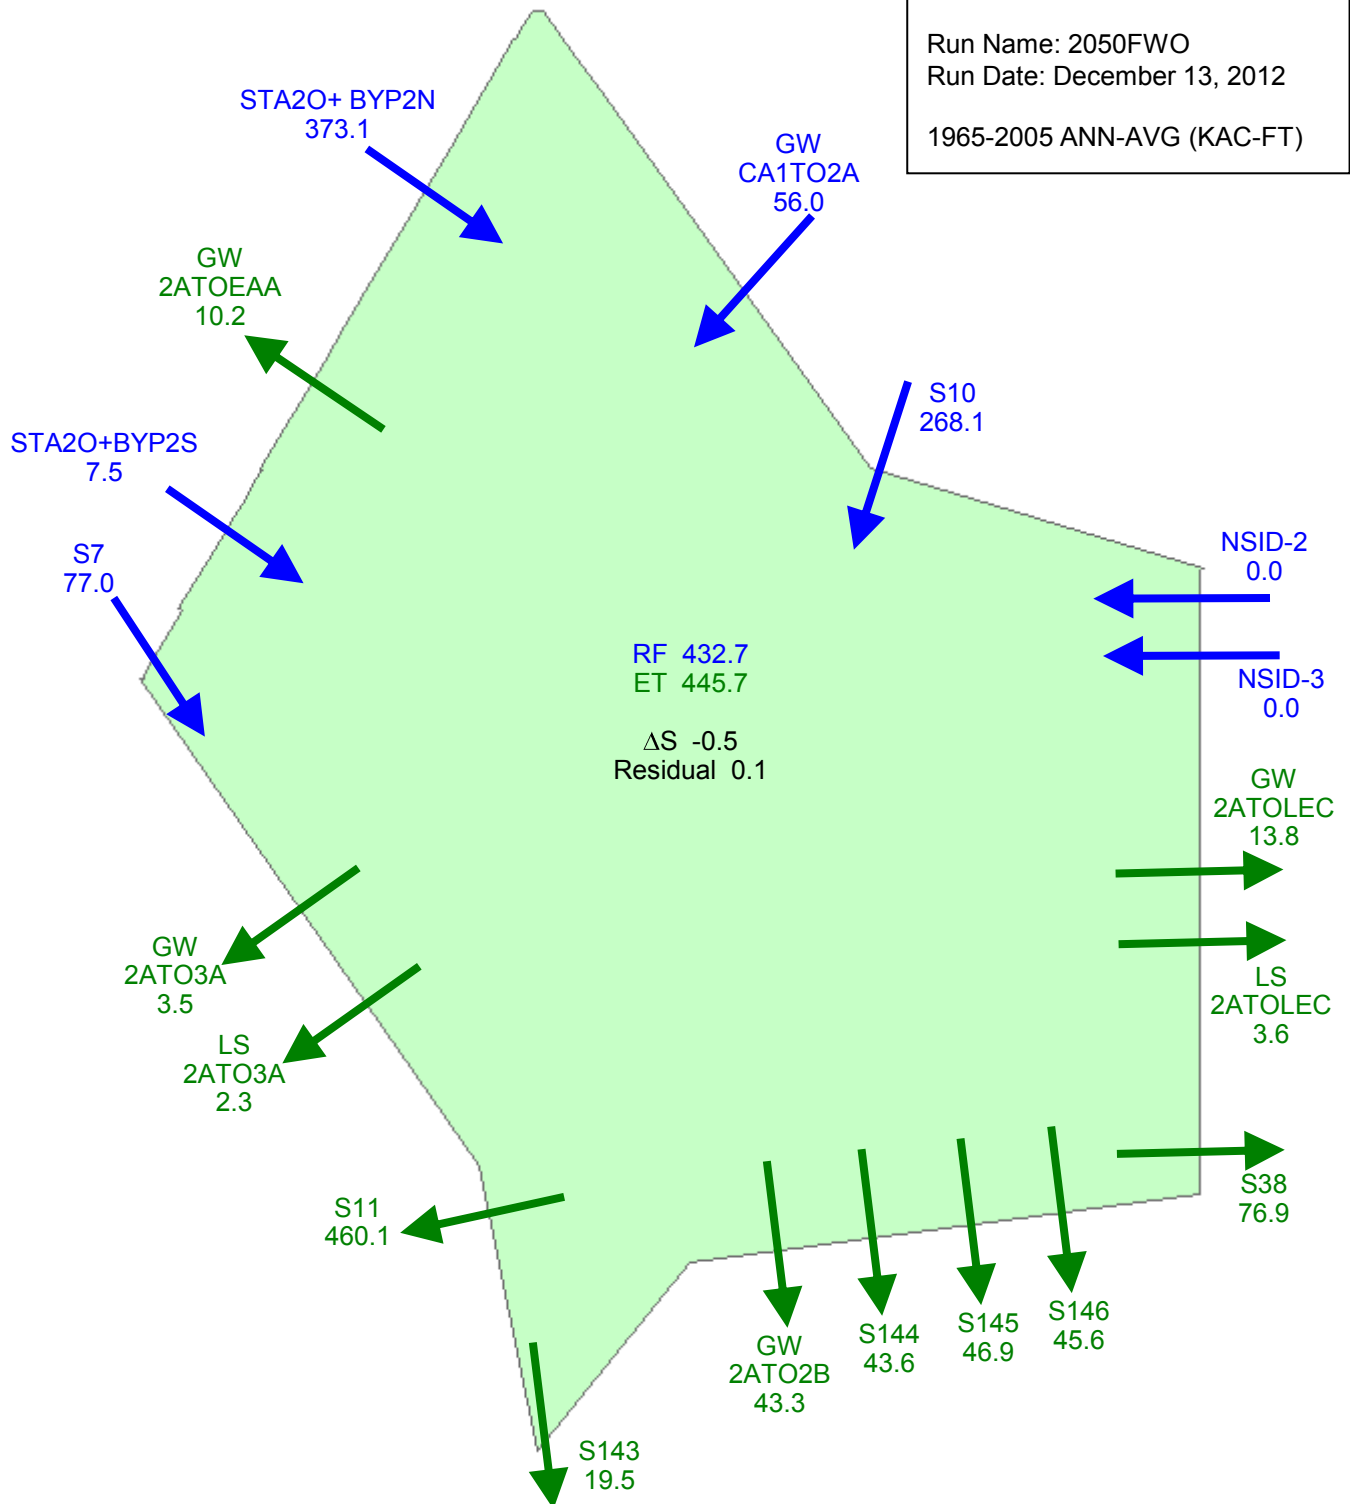 Run Name: 2050FWO
Run Date: December 13, 2012
1965-2005 ANN-AVG (KAC-FT)
STA2O+ BYP2N
373.1
GW
CA1TO2A
56.0
GW
2ATOEAA
10.2
S10
268.1
STA2O+BYP2S
7.5
S7
77.0
NSID-2
0.0
NSID-3
0.0
RF 432.7
ET 445.7
∆S -0.5
Residual 0.1
GW
2ATOLEC
13.8
LS
2ATOLEC
3.6
GW
2ATO3A
3.5
LS
2ATO3A
2.3
S11
460.1
S38
76.9
GW
2ATO2B
43.3
S144
43.6
S145
46.9
S146
45.6
S143
19.5